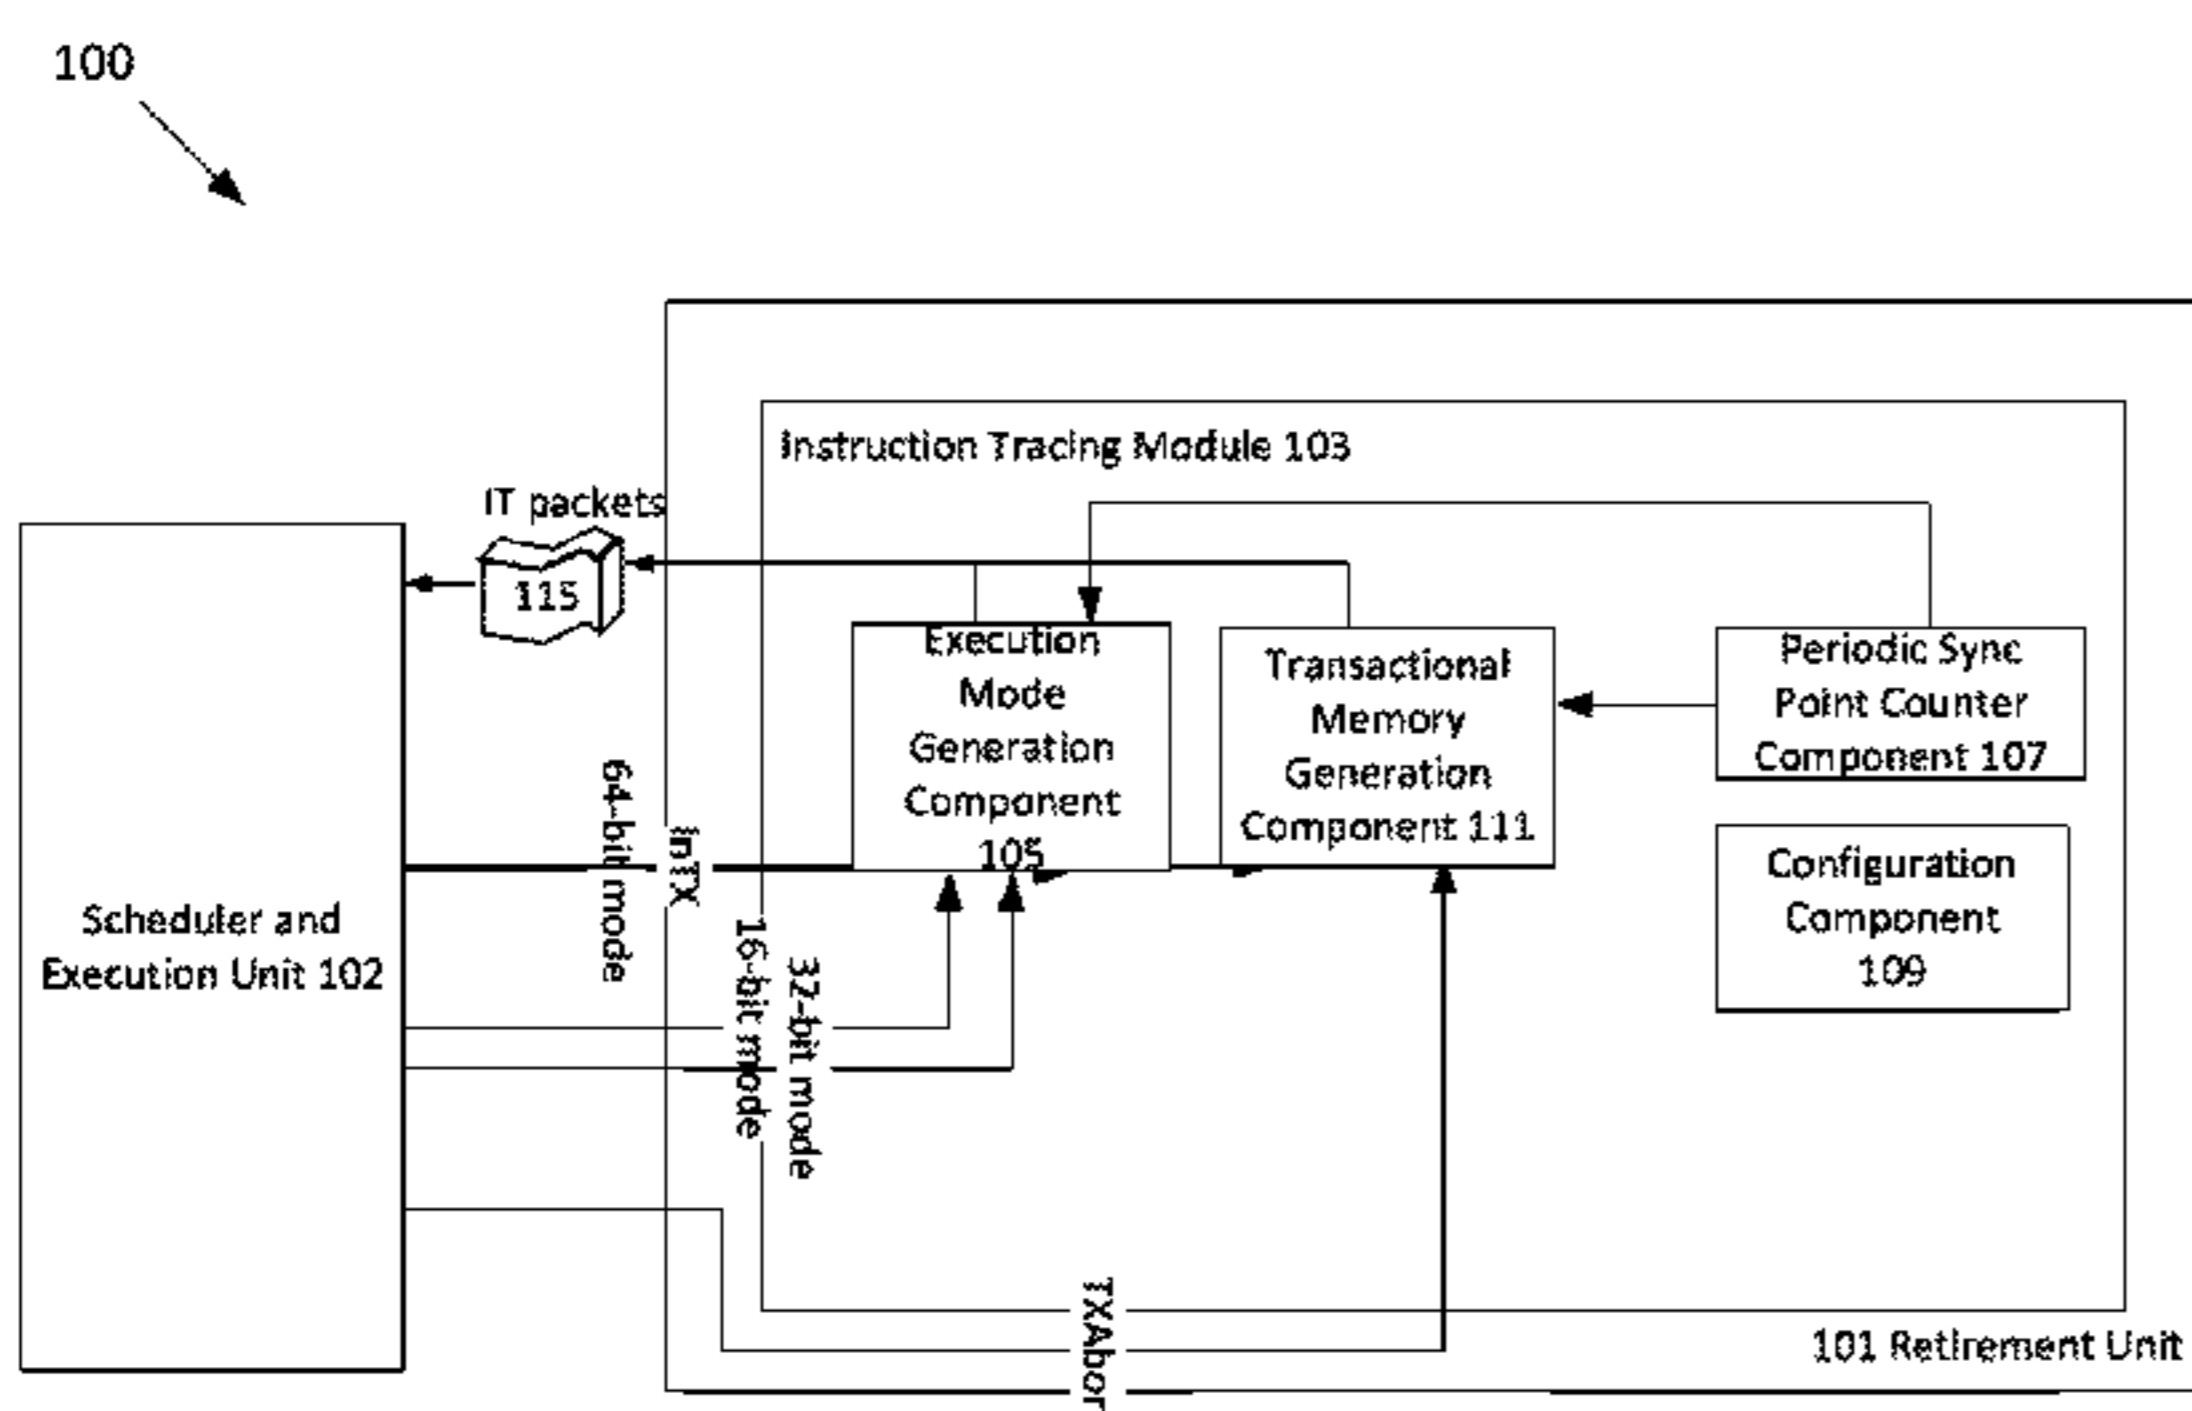 100
Instruction Tracing Module 103
IT packets
115
Execution
Mode
Generation
Component
105
Transactional
Memory
Generation
Component 111
Periodic Sync
Point Counter
Component 107
Configuration
Component
109
Scheduler and
Execution Unit 102
64-bit mode
InTX
16-bit mode
32-bit mode
TXAbor
101 Retirement Unit